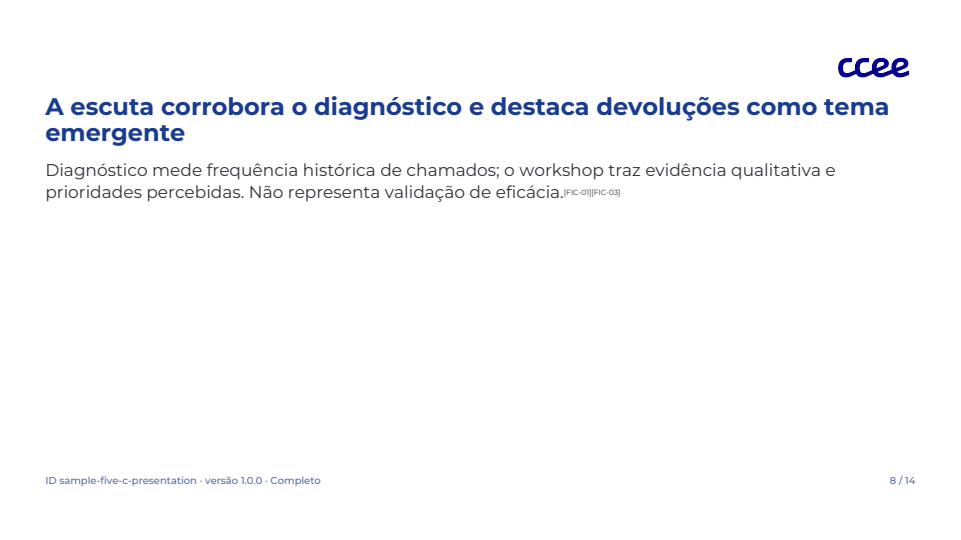 ccee
A escuta corrobora o diagnóstico e destaca devoluções como tema
emergente
Diagnóstico mede frequência histórica de chamados; o workshop traz evidência qualitativa e
prioridades percebidas. Não representa validação de eficácia.[FIC-01][FIC-03]
ID sample-five-c-presentation · versão 1.0.0 · Completo
8 / 14